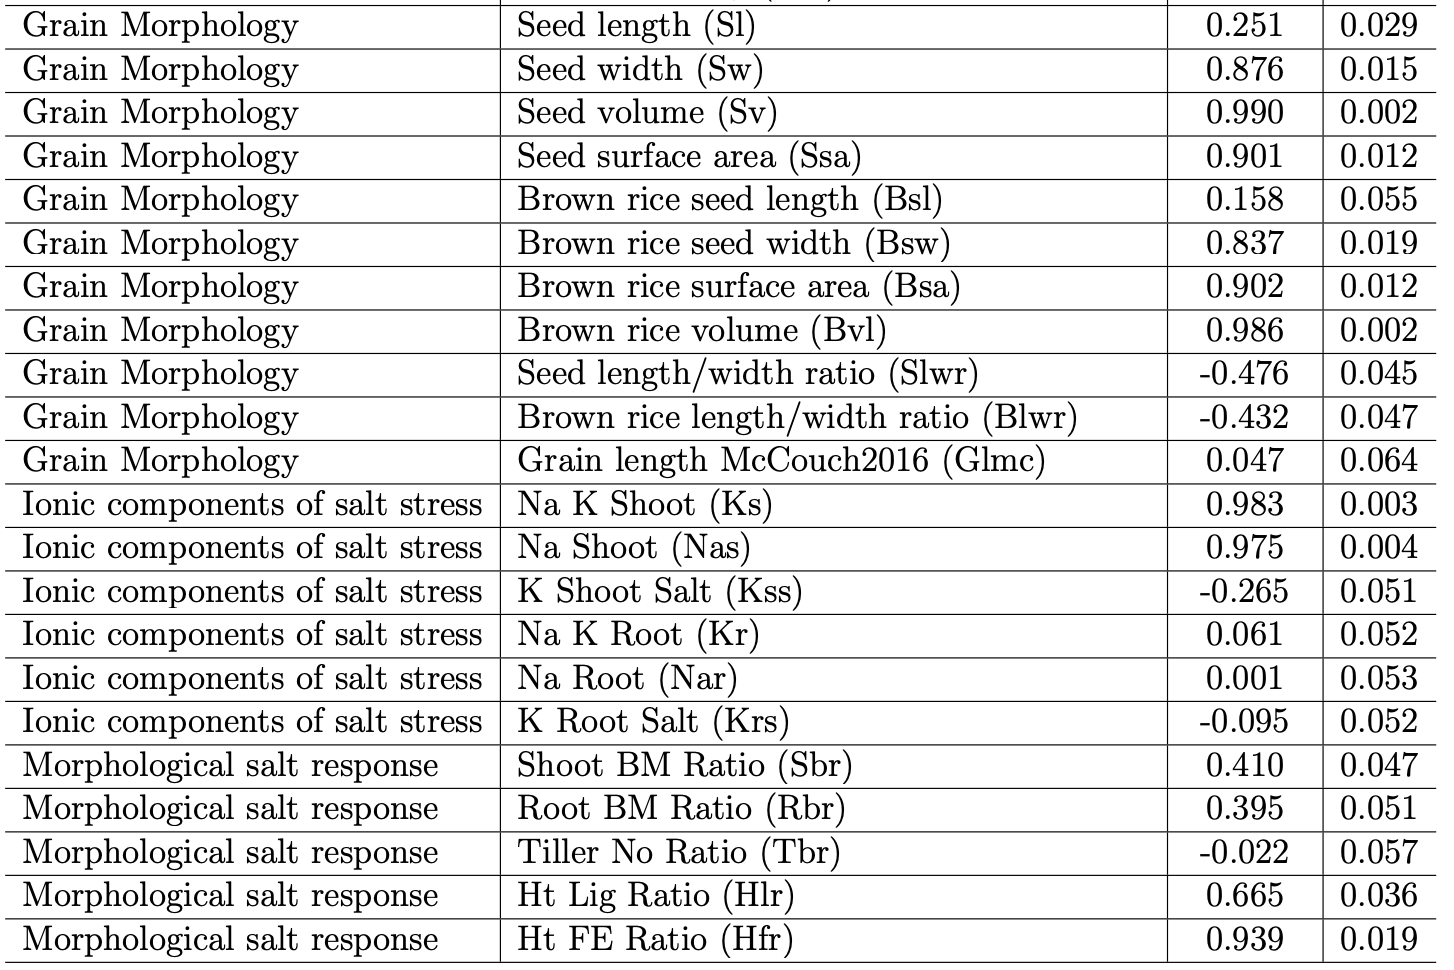 Grain Morphology Seed length (Sl) 0.251 0.029
Grain Morphology Seed width (Sw) 0.876 0.015
Grain Morphology Seed volume (Sv) 0.990 0.002
Grain Morphology Seed surface area (Ssa) 0.901 0.012
Grain Morphology Brown rice seed length (Bsl) 0.158 0.055
Grain Morphology Brown rice seed width (Bsw) 0.837 0.019
Grain Morphology Brown rice surface area (Bsa) 0.902 0.012
Grain Morphology Brown rice volume (Bvl) 0.986 0.002
Grain Morphology Seed length/width ratio (Slwr) -0.476 0.045
Grain Morphology Brown rice length/width ratio (Blwr) -0.432 0.047
Grain Morphology Grain length McCouch2016 (Glmc) 0.047 0.064
Ionic components of salt stress Na K Shoot (Ks) 0.983 0.003
Ionic components of salt stress Na Shoot (Nas) 0.975 0.004
Ionic components of salt stress K Shoot Salt (Kss) -0.265 0.051
Ionic components of salt stress Na K Root (Kr) 0.061 0.052
Ionic components of salt stress Na Root (Nar) 0.001 0.053
Ionic components of salt stress K Root Salt (Krs) -0.095 0.052
Morphological salt response Shoot BM Ratio (Sbr) 0.410 0.047
Morphological salt response Root BM Ratio (Rbr) 0.395 0.051
Morphological salt response Tiller No Ratio (Tbr) -0.022 0.057
Morphological salt response Ht Lig Ratio (Hlr) 0.665 0.036
Morphological salt response Ht FE Ratio (Hfr) 0.939 0.019